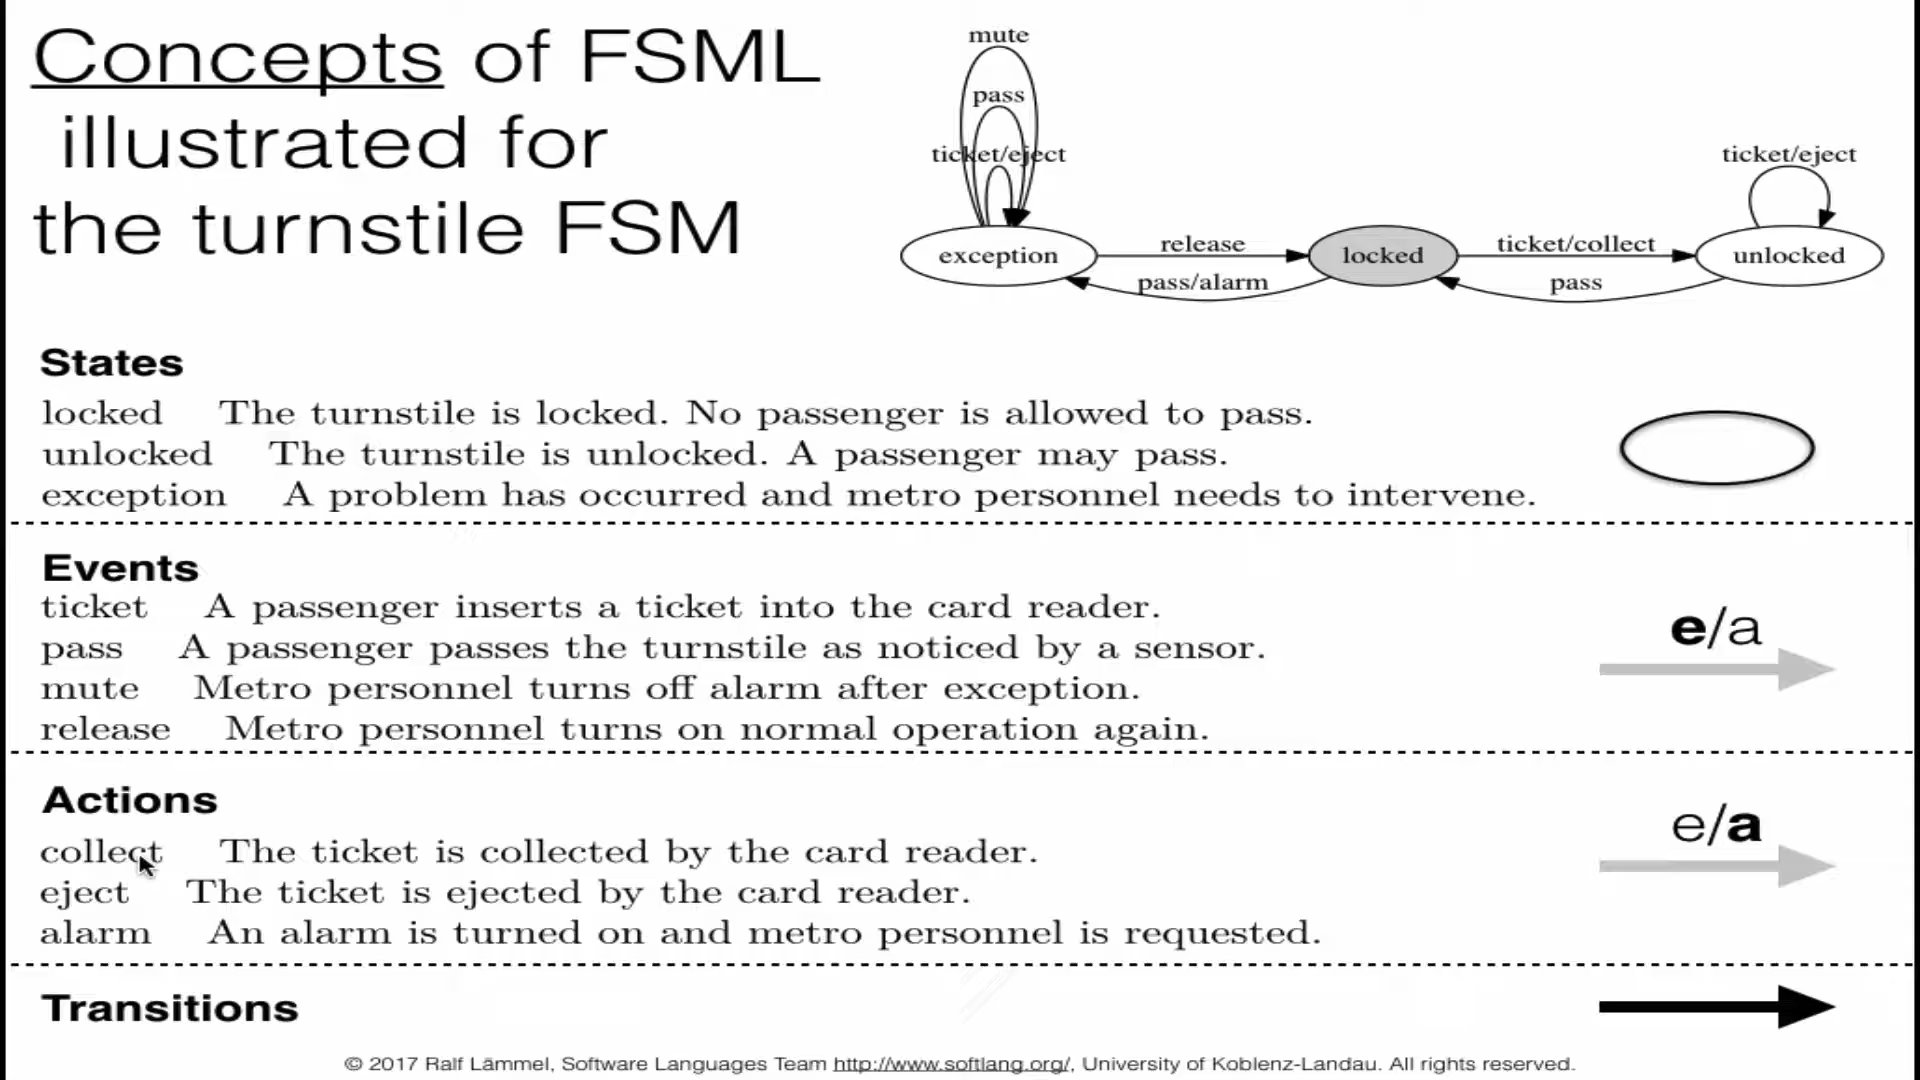 Concepts of FSML
illustrated for
the turnstile FSM
mute
pass
ticket/eject
ticket/eject
exception
release
locked
ticket/collect
unlocked
pass/alarm
pass
States
locked The turnstile is locked. No passenger is allowed to pass.
unlocked The turnstile is unlocked. A passenger may pass.
exception A problem has occurred and metro personnel needs to intervene.
Events
ticket A passenger inserts a ticket into the card reader.
e/a
pass A passenger passes the turnstile as noticed by a sensor.
mute Metro personnel turns off alarm after exception.
release Metro personnel turns on normal operation again.
Actions
e/a
collect The ticket is collected by the card reader.
eject The ticket is ejected by the card reader.
alarm An alarm is turned on and metro personnel is requested.
Transitions
© 2017 Ralf Lämmel, Software Languages Team http://www.softlang.org/, University of Koblenz-Landau. All rights reserved.